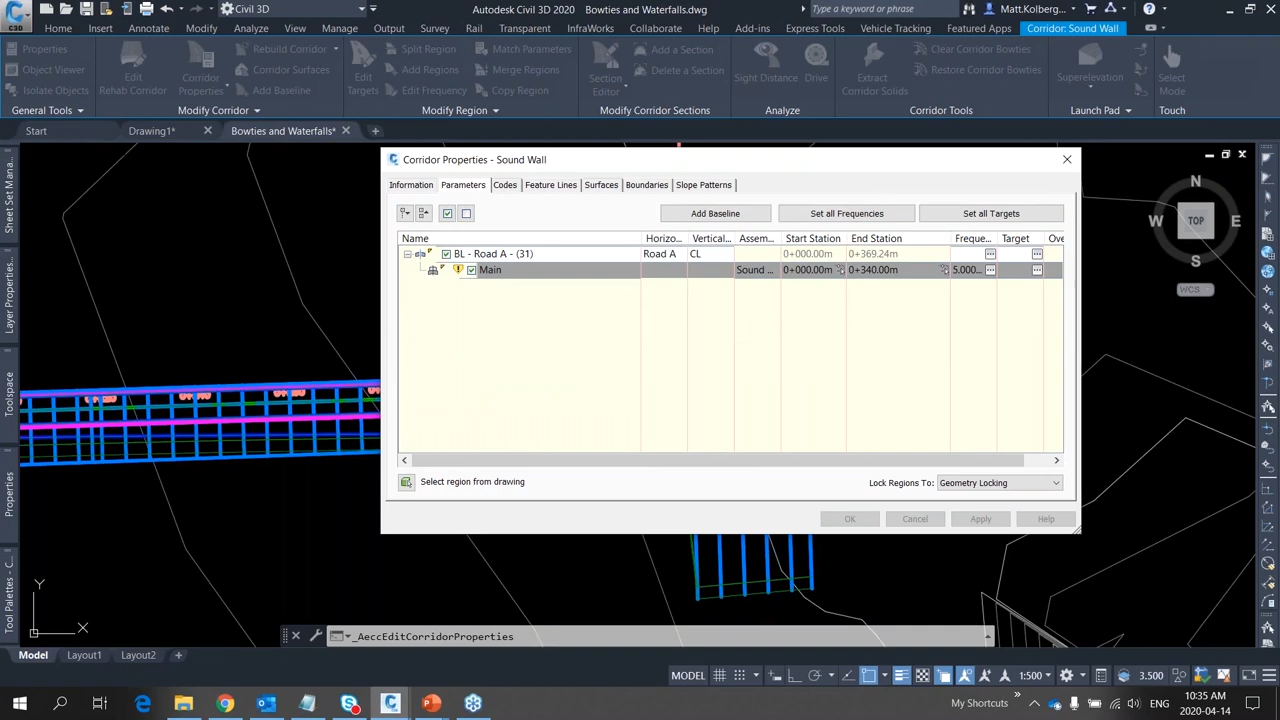 C3D Civil 3D Autodesk Civil 3D 2020 Bowties and Waterfalls.dwg Type a keyword or phrase Matt.Kolberg...
Home Insert Annotate Modify Analyze View Manage Output Survey Rail Transparent InfraWorks Collaborate Help Add-ins Express Tools Vehicle Tracking Featured Apps Corridor: Sound Wall
Properties
Object Viewer
Isolate Objects
General Tools
Edit
Rehab Corridor
Corridor
Properties
Rebuild Corridor
Corridor Surfaces
Add Baseline
Modify Corridor
Edit
Targets
Split Region
Add Regions
Edit Frequency
Match Parameters
Merge Regions
Copy Region
Modify Region
Section
Editor
Add a Section
Delete a Section
Modify Corridor Sections
Sight Distance
Drive
Analyze
Extract
Corridor Solids
Clear Corridor Bowties
Restore Corridor Bowties
Corridor Tools
Superelevation
Launch Pad
Select
Mode
Touch
Start Drawing1* Bowties and Waterfalls*
Sheet Set Mana...
Layer Properti...
Toolspace
Properties
Tool Palettes - C...
Corridor Properties - Sound Wall
Information Parameters Codes Feature Lines Surfaces Boundaries Slope Patterns
Add Baseline Set all Frequencies Set all Targets
Name Horizo... Vertical... Assem... Start Station End Station Freque... Target Ove
BL - Road A - (31) Road A CL 0+000.00m 0+369.24m
Main Sound ... 0+000.00m 0+340.00m 5.000...
Select region from drawing Lock Regions To: Geometry Locking
OK Cancel Apply Help
N
W TOP E
S
WCS
Y
X
_AeccEditCorridorProperties
Model Layout1 Layout2 +
MODEL 1:500 3.500
My Shortcuts ENG 10:35 AM
2020-04-14